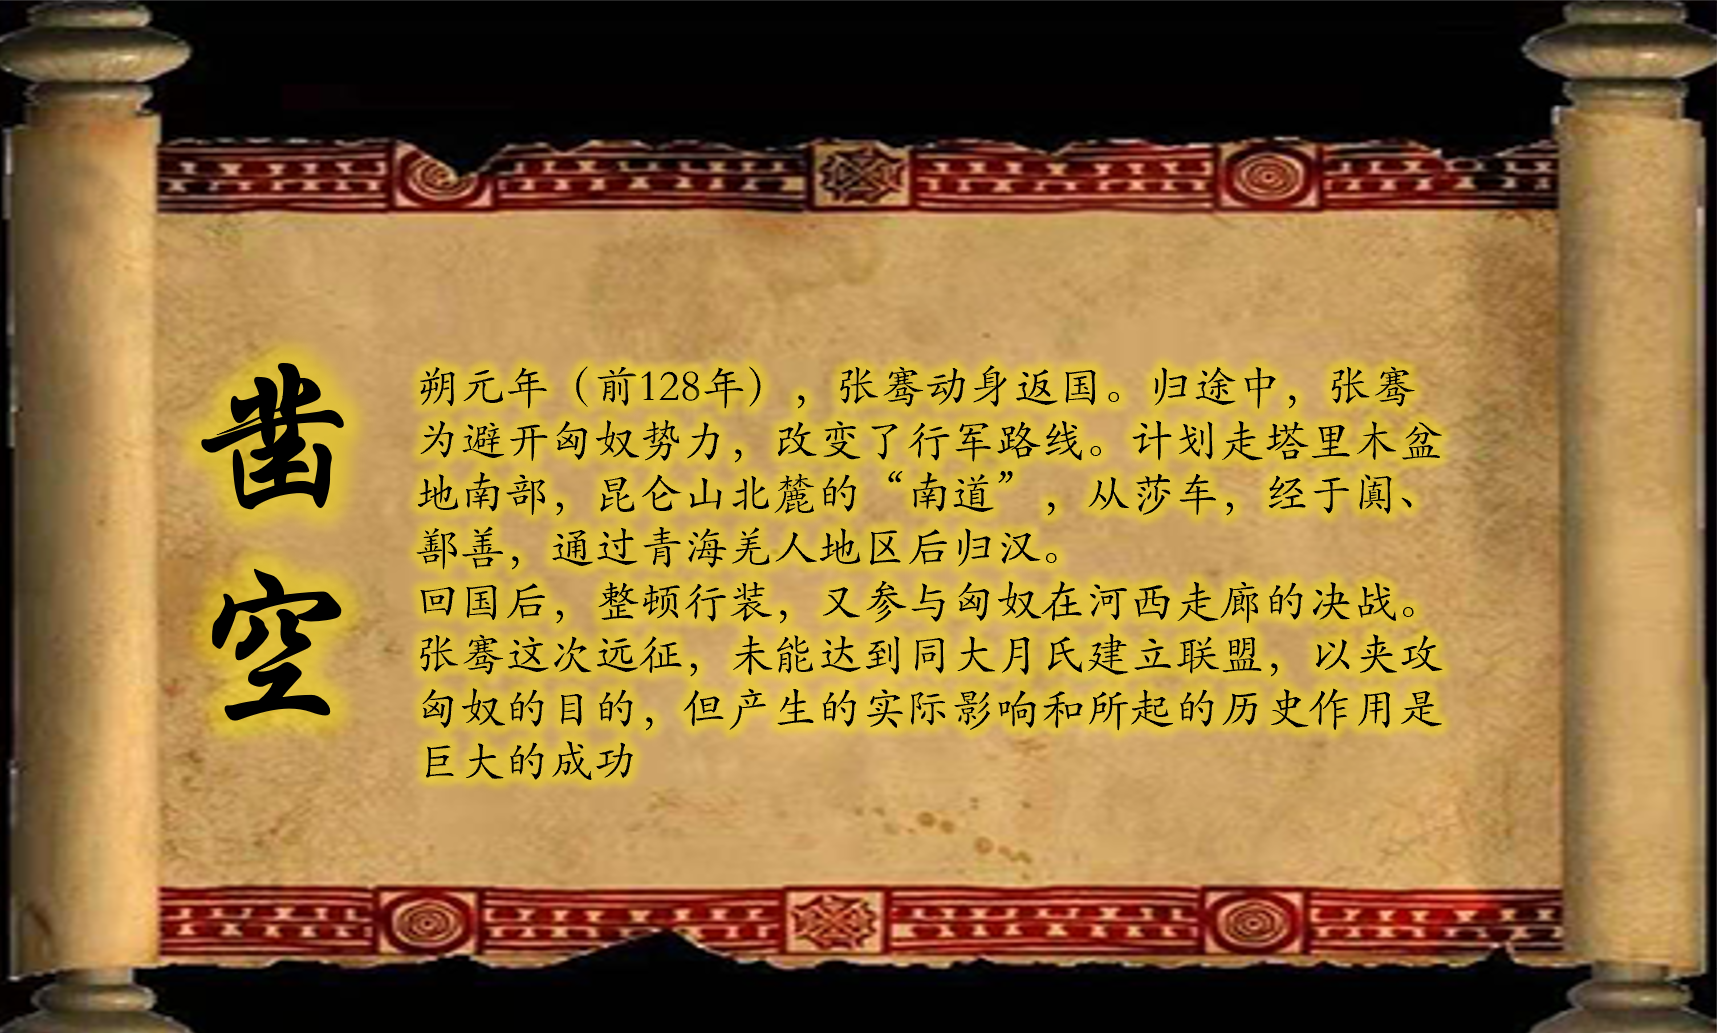 凿空
朔元年（前128年），张骞动身返国。归途中，张骞
为避开匈奴势力，改变了行军路线。计划走塔里木盆
地南部，昆仑山北麓的“南道”，从莎车，经于阗、
鄯善，通过青海羌人地区后归汉。
回国后，整顿行装，又参与匈奴在河西走廊的决战。
张骞这次远征，未能达到同大月氏建立联盟，以夹攻
匈奴的目的，但产生的实际影响和所起的历史作用是
巨大的成功